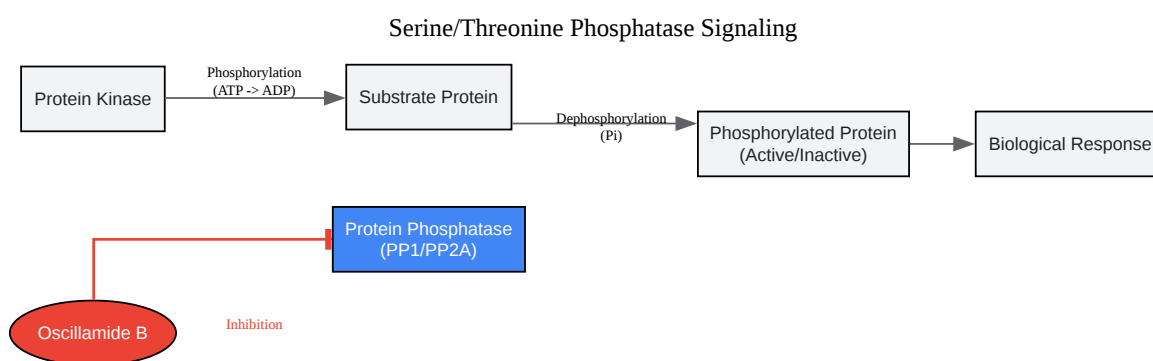 Serine/Threonine Phosphatase Signaling
Protein Kinase
Phosphorylation
(ATP -> ADP)
Substrate Protein
Dephosphorylation
(Pi)
Phosphorylated Protein
(Active/Inactive)
Biological Response
Protein Phosphatase
(PP1/PP2A)
Oscillamide B
Inhibition